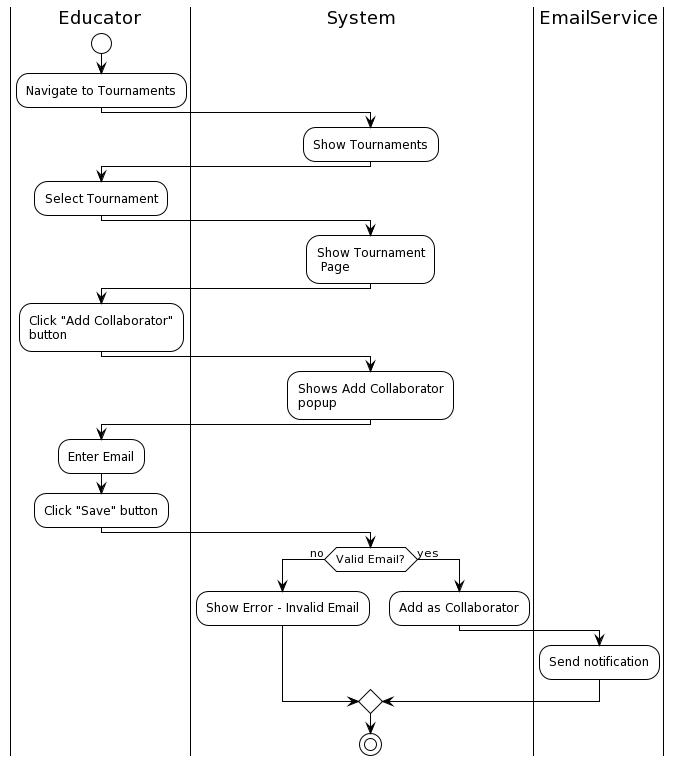 Educator
System
EmailService
Navigate to Tournaments
Show Tournaments
Select Tournament
Show Tournament
Page
Click "Add Collaborator"
button
Shows Add Collaborator
popup
Enter Email
Click "Save" button
no
Valid Email?
yes
Show Error - Invalid Email
Add as Collaborator
Send notification